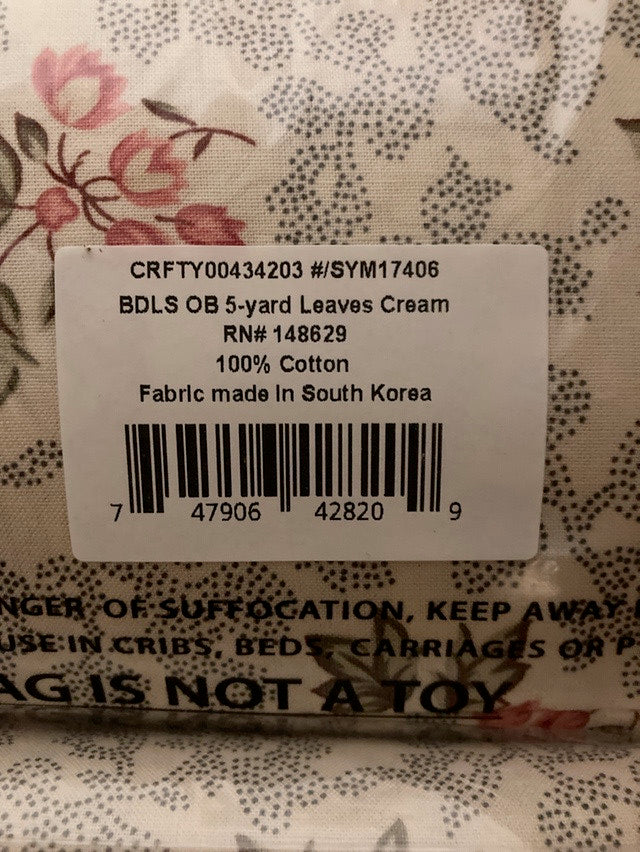 CRFTY00434203 #/SYM17406
BDLS OB 5-yard Leaves Cream
RN# 148629
100% Cotton
Fabric made In South Korea
7 47906 42820 9
NGER OF SUFFOCATION, KEEP AWAY
USE IN CRIBS, BEDS, CARRIAGES OR P
AG IS NOT A TOY